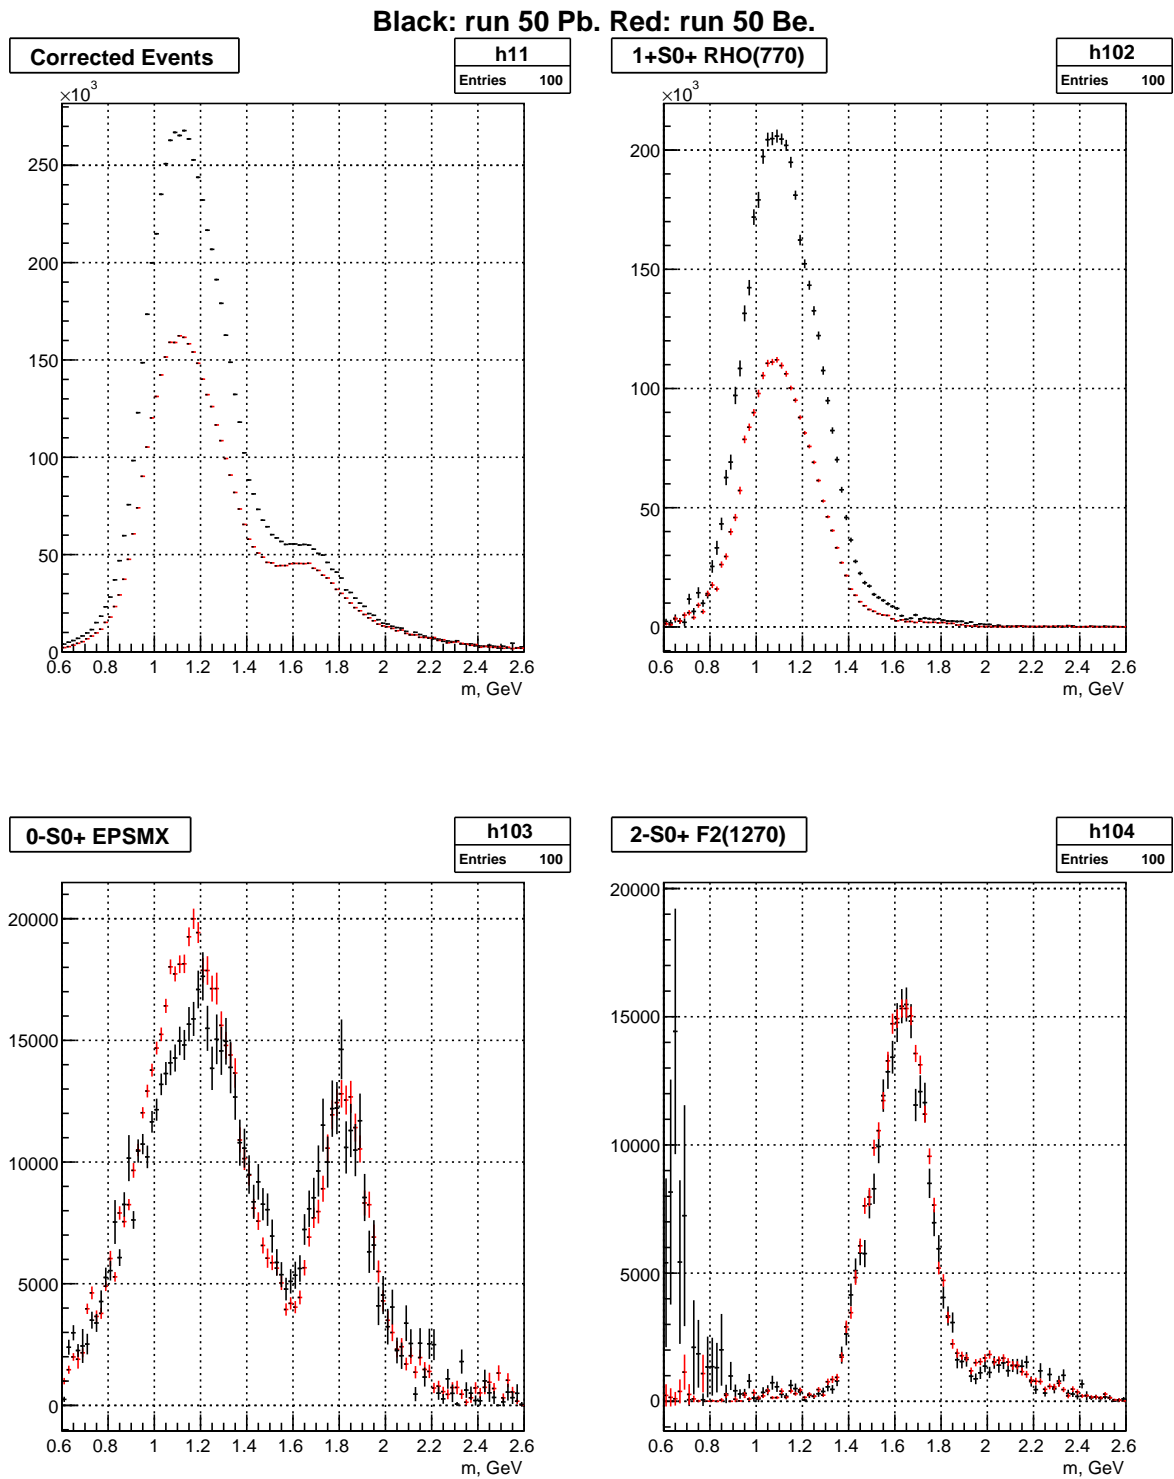 Black: run 50 Pb. Red: run 50 Be.
Corrected Events
h11
Entries 100
×10³
250
200
150
100
50
0
0.6 0.8 1 1.2 1.4 1.6 1.8 2 2.2 2.4 2.6
m, GeV
1+S0+ RHO(770)
h102
Entries 100
×10³
200
150
100
50
0
0.6 0.8 1 1.2 1.4 1.6 1.8 2 2.2 2.4 2.6
m, GeV
0-S0+ EPSMX
h103
Entries 100
20000
15000
10000
5000
0
0.6 0.8 1 1.2 1.4 1.6 1.8 2 2.2 2.4 2.6
m, GeV
2-S0+ F2(1270)
h104
Entries 100
20000
15000
10000
5000
0
0.6 0.8 1 1.2 1.4 1.6 1.8 2 2.2 2.4 2.6
m, GeV